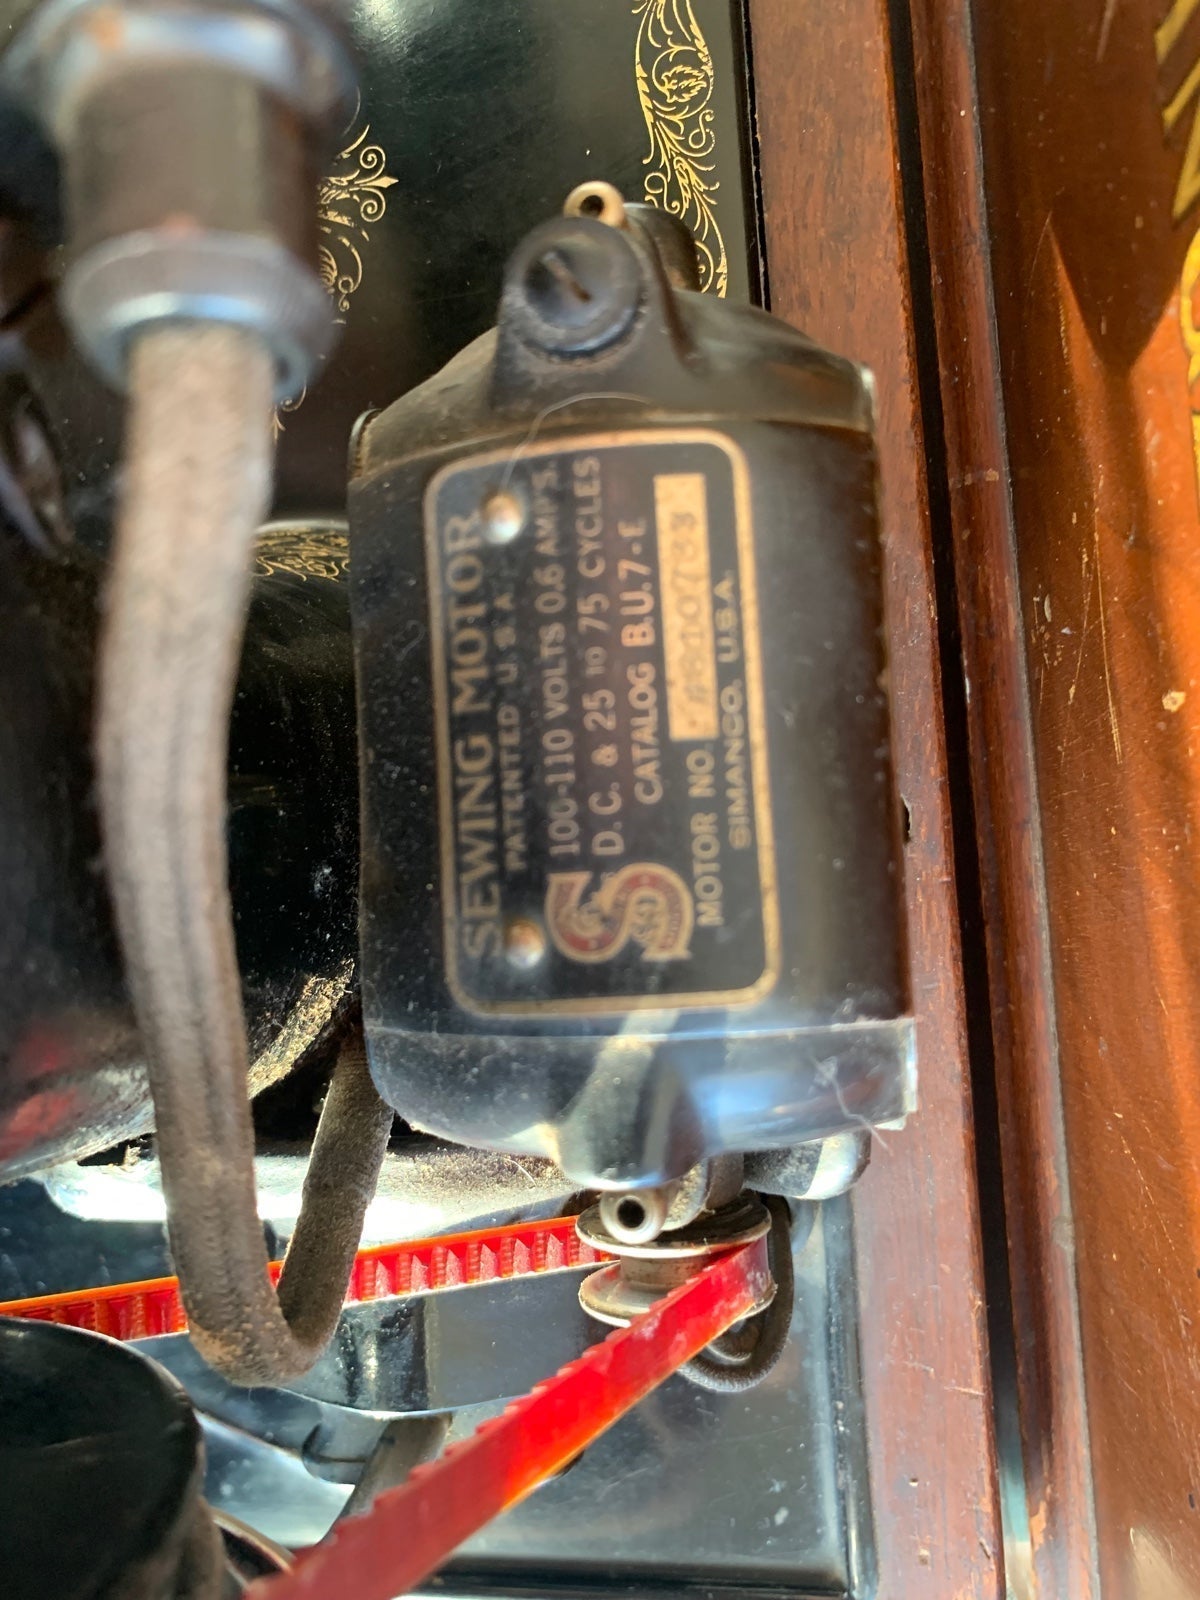 SEWING MOTOR
PATENTED U.S.A.
100-110 VOLTS 0.6 AMPS.
D.C. & 25 TO 75 CYCLES
CATALOG B.U.7-E
MOTOR NO.
SIMANCO. U.S.A.